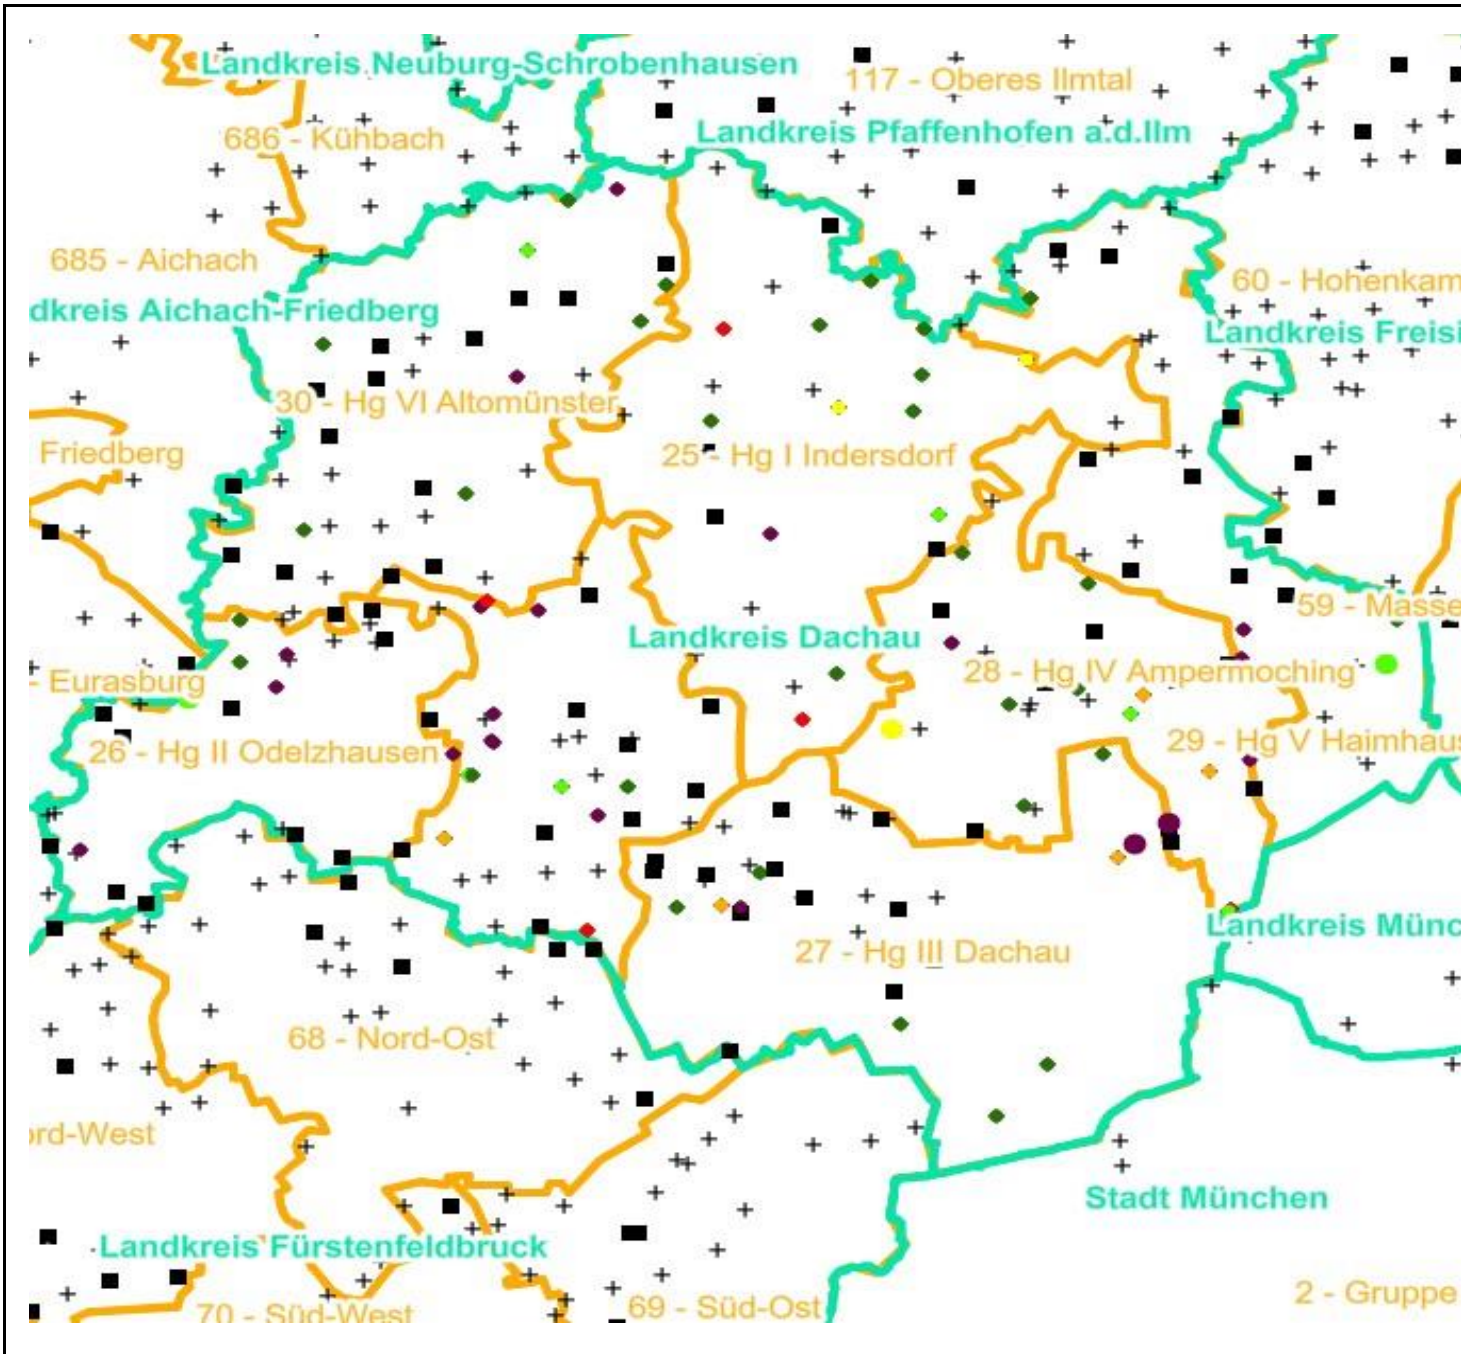 Landkreis Neuburg-Schrobenhausen
117 - Oberes Ilmtal
686 - Kühbach
Landkreis Pfaffenhofen a.d.Ilm
685 - Aichach
60 - Hohenkam
dkreis Aichach-Friedberg
Landkreis Freisi
30 - Hg VI Altomünster
Friedberg
25 - Hg I Indersdorf
59 - Masse
Landkreis Dachau
- Eurasburg
28 - Hg IV Ampermoching
26 - Hg II Odelzhausen
29 - Hg V Haimhaus
Landkreis Münc
27 - Hg III Dachau
68 - Nord-Ost
ord-West
Stadt München
Landkreis Fürstenfeldbruck
2 - Gruppe
70 - Süd-West
69 - Süd-Ost